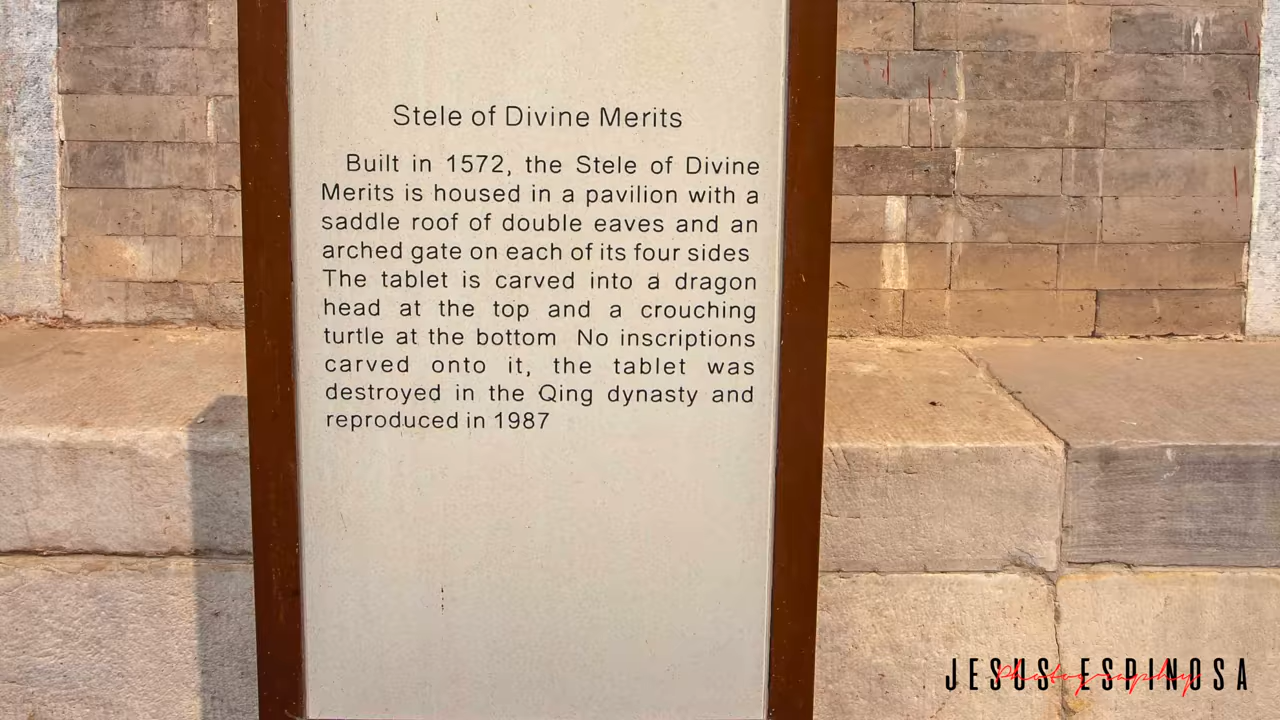 Stele of Divine Merits
Built in 1572, the Stele of Divine
Merits is housed in a pavilion with a
saddle roof of double eaves and an
arched gate on each of its four sides
The tablet is carved into a dragon
head at the top and a crouching
turtle at the bottom No inscriptions
carved onto it, the tablet was
destroyed in the Qing dynasty and
reproduced in 1987
JESUS ESPINOSA
Photography